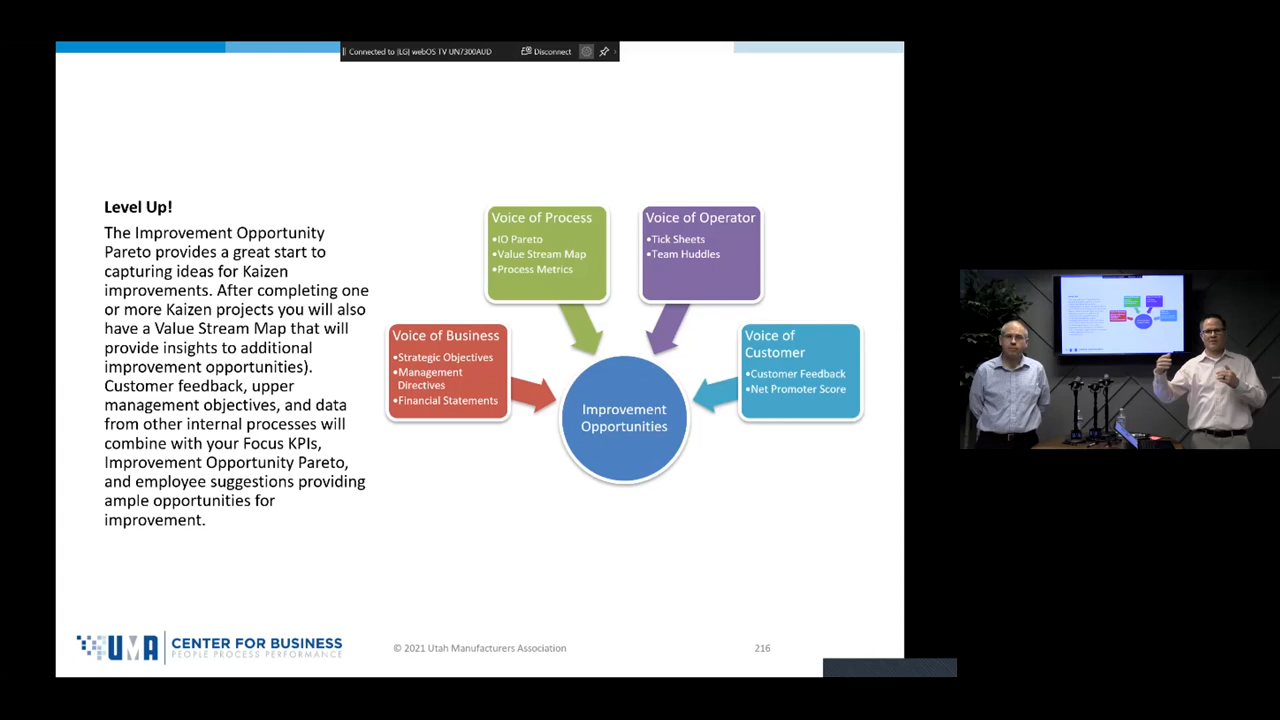 Connected to (LG) webOS TV UN7300AUD
Disconnect
Level Up!
The Improvement Opportunity
Pareto provides a great start to
capturing ideas for Kaizen
improvements. After completing one
or more Kaizen projects you will also
have a Value Stream Map that will
provide insights to additional
improvement opportunities).
Customer feedback, upper
management objectives, and data
from other internal processes will
combine with your Focus KPIs,
Improvement Opportunity Pareto,
and employee suggestions providing
ample opportunities for
improvement.
Voice of Process
•IO Pareto
•Value Stream Map
•Process Metrics
Voice of Operator
•Tick Sheets
•Team Huddles
Voice of Business
•Strategic Objectives
•Management
Directives
•Financial Statements
Voice of
Customer
•Customer Feedback
•Net Promoter Score
Improvement
Opportunities
UMA
CENTER FOR BUSINESS
PEOPLE PROCESS PERFORMANCE
© 2021 Utah Manufacturers Association
216